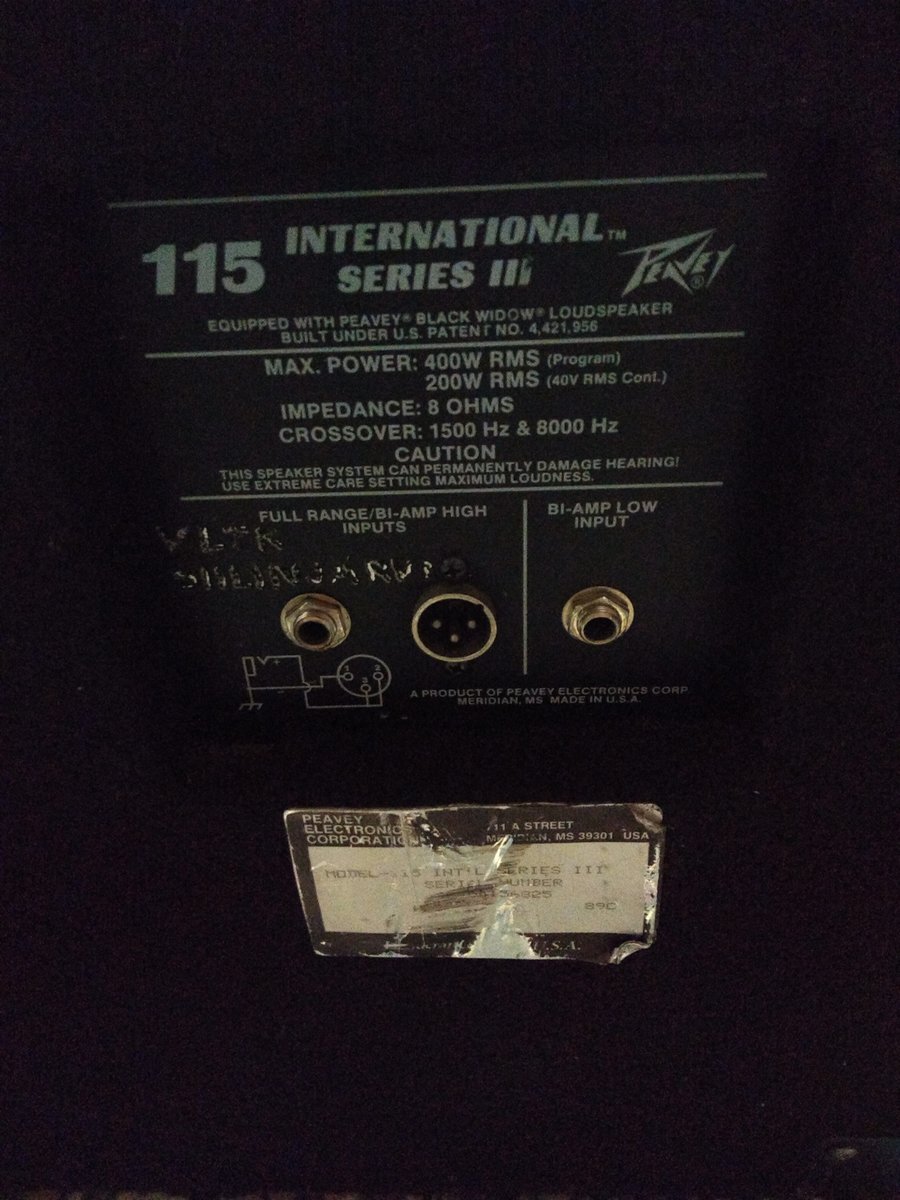 115 INTERNATIONAL™
SERIES III
PEAVEY®
EQUIPPED WITH PEAVEY® BLACK WIDOW® LOUDSPEAKER
BUILT UNDER U.S. PATENT NO. 4,421,956
MAX. POWER: 400W RMS (Program)
200W RMS (40V RMS Cont.)
IMPEDANCE: 8 OHMS
CROSSOVER: 1500 Hz & 8000 Hz
CAUTION
THIS SPEAKER SYSTEM CAN PERMANENTLY DAMAGE HEARING!
USE EXTREME CARE SETTING MAXIMUM LOUDNESS.
FULL RANGE/BI-AMP HIGH
INPUTS
BI-AMP LOW
INPUT
+
1 2
3
A PRODUCT OF PEAVEY ELECTRONICS CORP.
MERIDIAN, MS MADE IN U.S.A.
PEAVEY
ELECTRONICS
CORPORATION
711 A STREET
MERIDIAN, MS 39301 USA
MODEL-115 INT'L SERIES III
SERIAL NUMBER
89C
U.S.A.